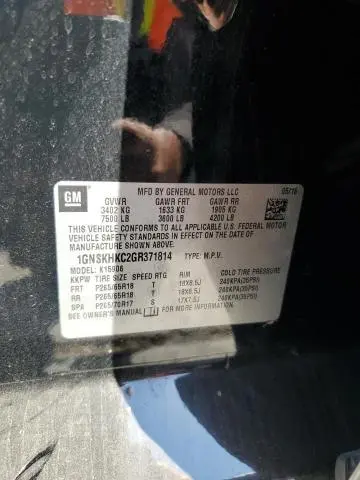 GM
MFD BY GENERAL MOTORS LLC
05/16
GVWR GAWR FRT GAWR RR
3402 KG 1633 KG 1905 KG
7500 LB 3600 LB 4200 LB
THIS VEHICLE CONFORMS TO ALL APPLICABLE U.S. FEDERAL
MOTOR VEHICLE SAFETY AND THEFT PREVENTION STANDARDS
IN EFFECT ON THE DATE OF MANUFACTURE SHOWN ABOVE.
1GNSKHKC2GR371814 TYPE: M.P.V.
MODEL: K15906
KKPW TIRE SIZE SPEED RTG RIM COLD TIRE PRESSURE
FRT P265/65R18 T 18X8.5J 240KPA(35PSI)
RR P265/65R18 T 18X8.5J 240KPA(35PSI)
SPA P265/70R17 S 17X7.5J 240KPA(35PSI)
SEE OWNER'S MANUAL FOR MORE INFORMATION.